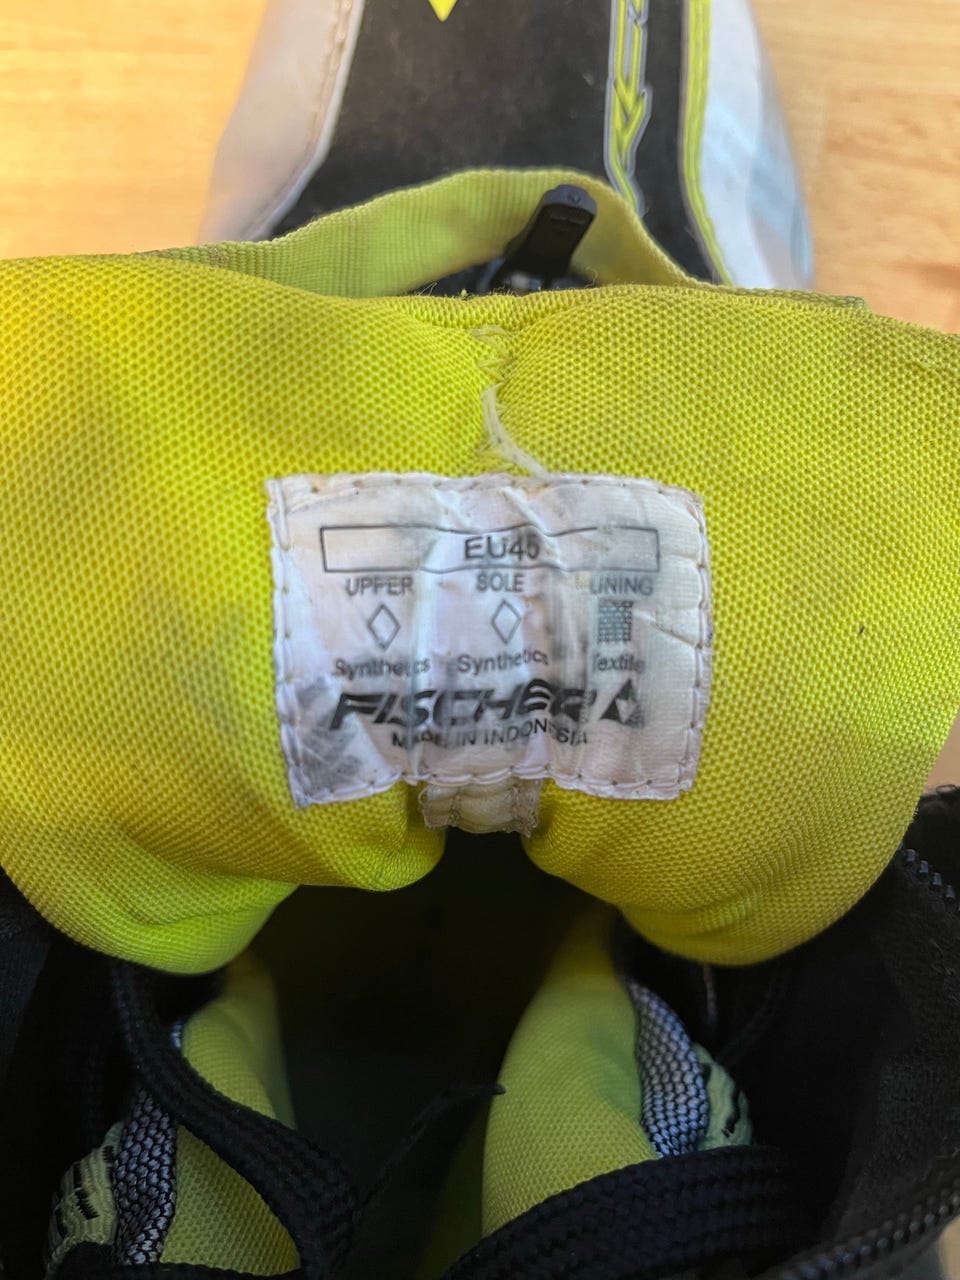 EU45
UPPER SOLE LINING
Synthetics Synthetics Textile
FISCHER
MADE IN INDONESIA